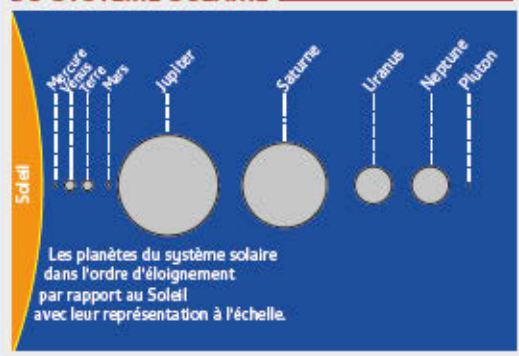 Mercure
Vénus
Terre
Mars
Jupiter
Saturne
Uranus
Neptune
Pluton
Soleil
Les planètes du système solaire
dans l'ordre d'éloignement
par rapport au Soleil
avec leur représentation à l'échelle.